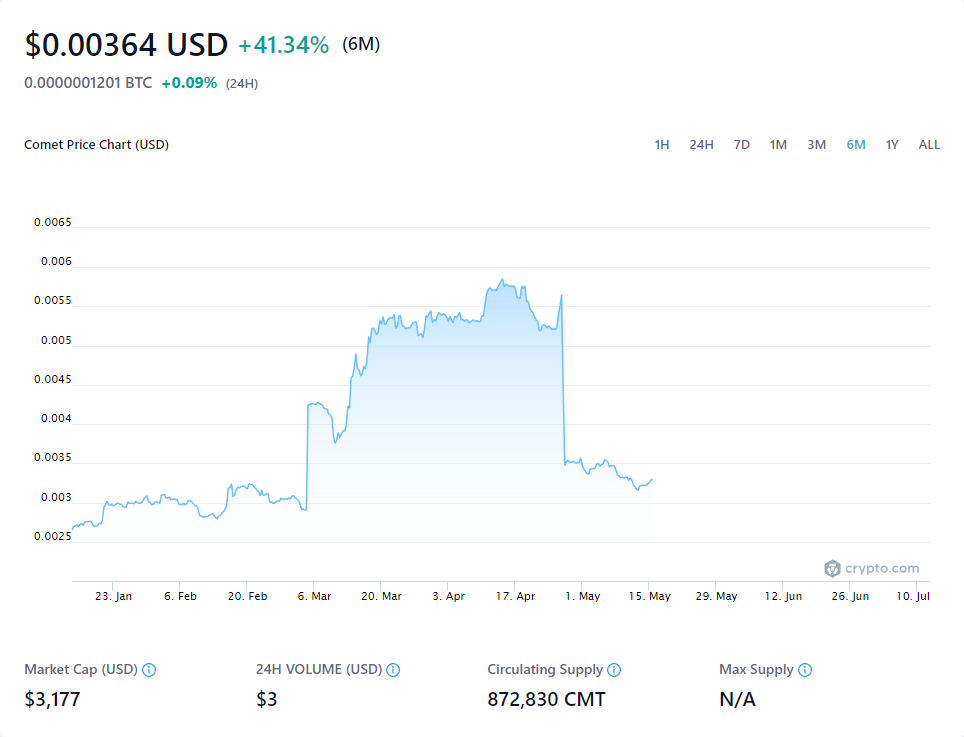 $0.00364 USD +41.34% (6M)
0.0000001201 BTC +0.09% (24H)
Comet Price Chart (USD) 1H 24H 7D 1M 3M 6M 1Y ALL
0.0065
0.006
0.0055
0.005
0.0045
0.004
0.0035
0.003
0.0025
crypto.com
23. Jan 6. Feb 20. Feb 6. Mar 20. Mar 3. Apr 17. Apr 1. May 15. May 29. May 12. Jun 26. Jun 10. Jul
Market Cap (USD) 24H VOLUME (USD) Circulating Supply Max Supply
$3,177 $3 872,830 CMT N/A